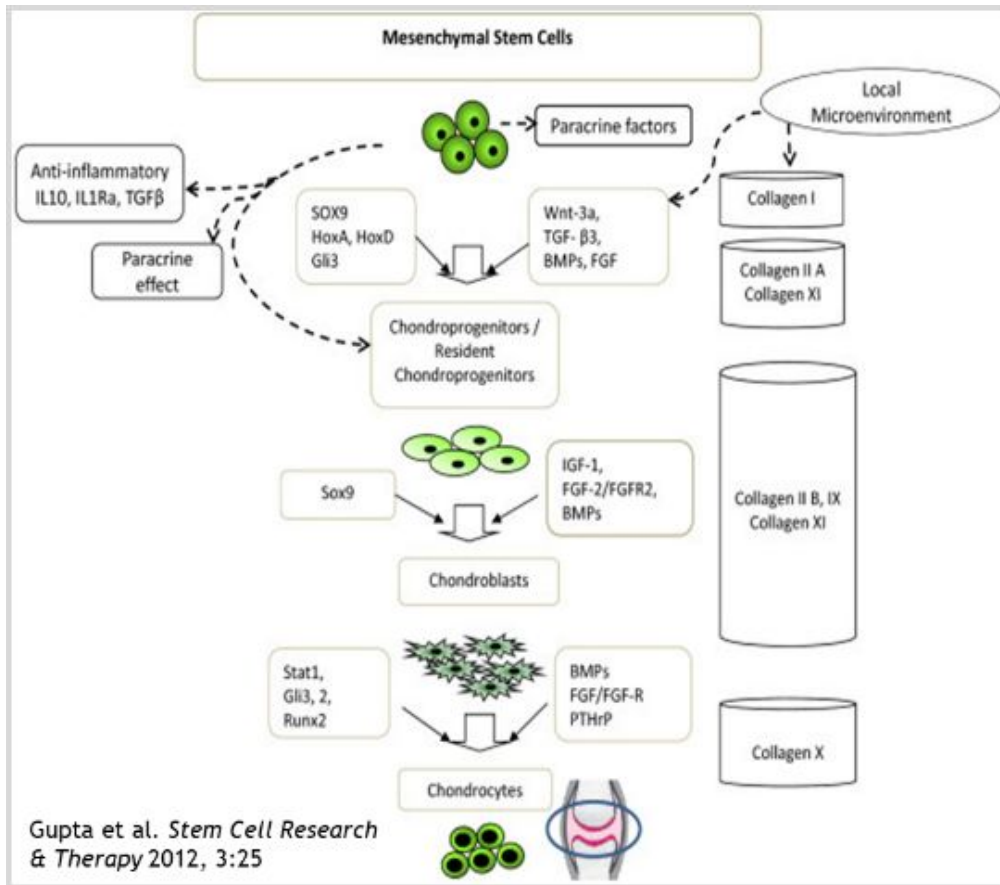 Mesenchymal Stem Cells
Local
Microenvironment
Paracrine factors
Anti-inflammatory
IL10, IL1Ra, TGFβ
Paracrine
effect
SOX9
HoxA, HoxD
Gli3
Wnt-3a,
TGF- β3,
BMPs, FGF
Collagen I
Collagen II A
Collagen XI
Chondroprogenitors /
Resident
Chondroprogenitors
Sox9
IGF-1,
FGF-2/FGFR2,
BMPs
Collagen II B, IX
Collagen XI
Chondroblasts
Stat1,
Gli3, 2,
Runx2
BMPs
FGF/FGF-R
PTHrP
Collagen X
Chondrocytes
Gupta et al. Stem Cell Research
& Therapy 2012, 3:25